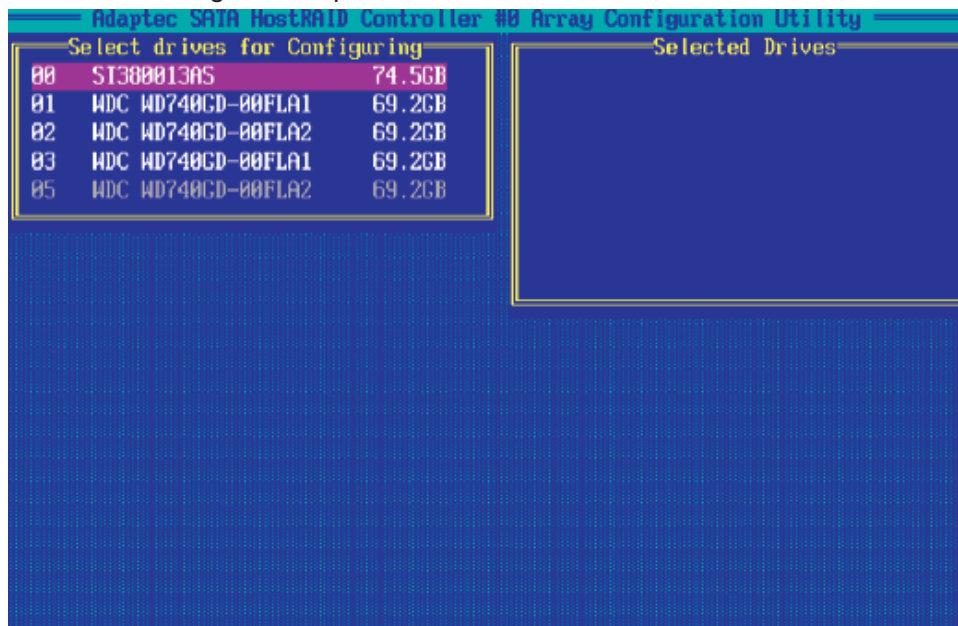 Adaptec SATA HostRAID Controller #0 Array Configuration Utility
Select drives for Configuring
00 ST380013AS 74.5GB
01 WDC WD740GD-00FLA1 69.2GB
02 WDC WD740GD-00FLA2 69.2GB
03 WDC WD740GD-00FLA1 69.2GB
05 WDC WD740GD-00FLA2 69.2GB
Selected Drives